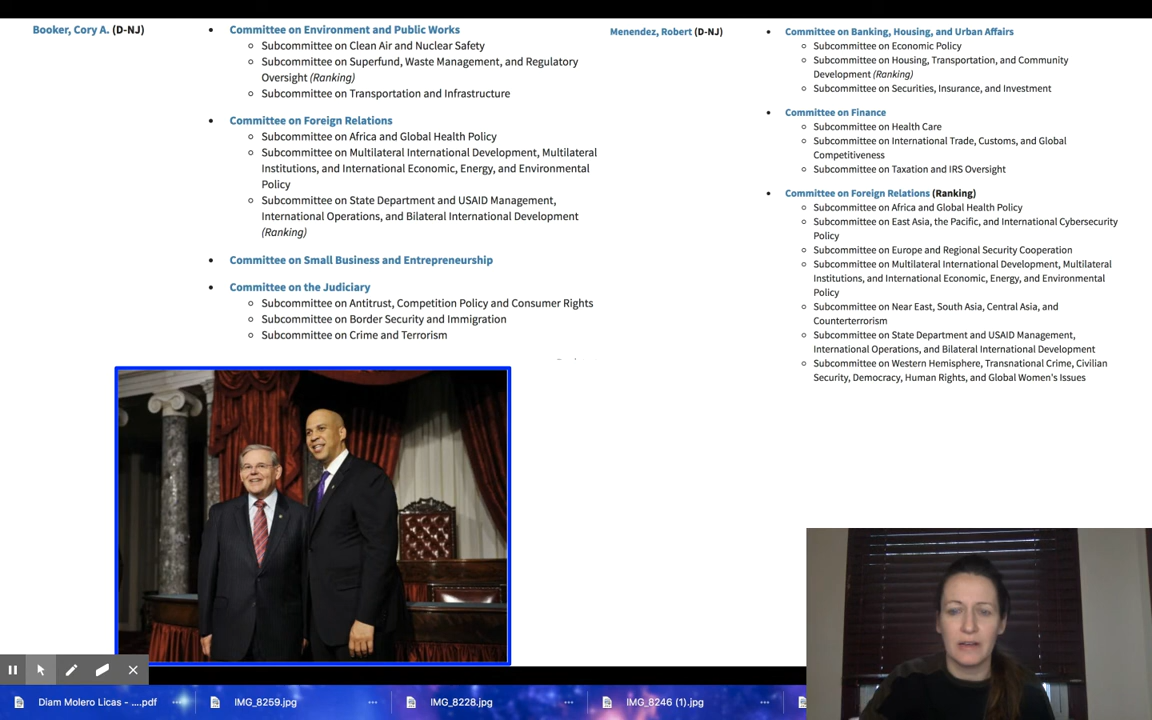 Booker, Cory A. (D-NJ)
Committee on Environment and Public Works
Subcommittee on Clean Air and Nuclear Safety
Subcommittee on Superfund, Waste Management, and Regulatory
Oversight (Ranking)
Subcommittee on Transportation and Infrastructure
Committee on Foreign Relations
Subcommittee on Africa and Global Health Policy
Subcommittee on Multilateral International Development, Multilateral
Institutions, and International Economic, Energy, and Environmental
Policy
Subcommittee on State Department and USAID Management,
International Operations, and Bilateral International Development
(Ranking)
Committee on Small Business and Entrepreneurship
Committee on the Judiciary
Subcommittee on Antitrust, Competition Policy and Consumer Rights
Subcommittee on Border Security and Immigration
Subcommittee on Crime and Terrorism
Menendez, Robert (D-NJ)
Committee on Banking, Housing, and Urban Affairs
Subcommittee on Economic Policy
Subcommittee on Housing, Transportation, and Community
Development (Ranking)
Subcommittee on Securities, Insurance, and Investment
Committee on Finance
Subcommittee on Health Care
Subcommittee on International Trade, Customs, and Global
Competitiveness
Subcommittee on Taxation and IRS Oversight
Committee on Foreign Relations (Ranking)
Subcommittee on Africa and Global Health Policy
Subcommittee on East Asia, the Pacific, and International Cybersecurity
Policy
Subcommittee on Europe and Regional Security Cooperation
Subcommittee on Multilateral International Development, Multilateral
Institutions, and International Economic, Energy, and Environmental
Policy
Subcommittee on Near East, South Asia, Central Asia, and
Counterterrorism
Subcommittee on State Department and USAID Management,
International Operations, and Bilateral International Development
Subcommittee on Western Hemisphere, Transnational Crime, Civilian
Security, Democracy, Human Rights, and Global Women's Issues
Diam Molero Licas - ....pdf
IMG_8259.jpg
IMG_8228.jpg
IMG_8246 (1).jpg